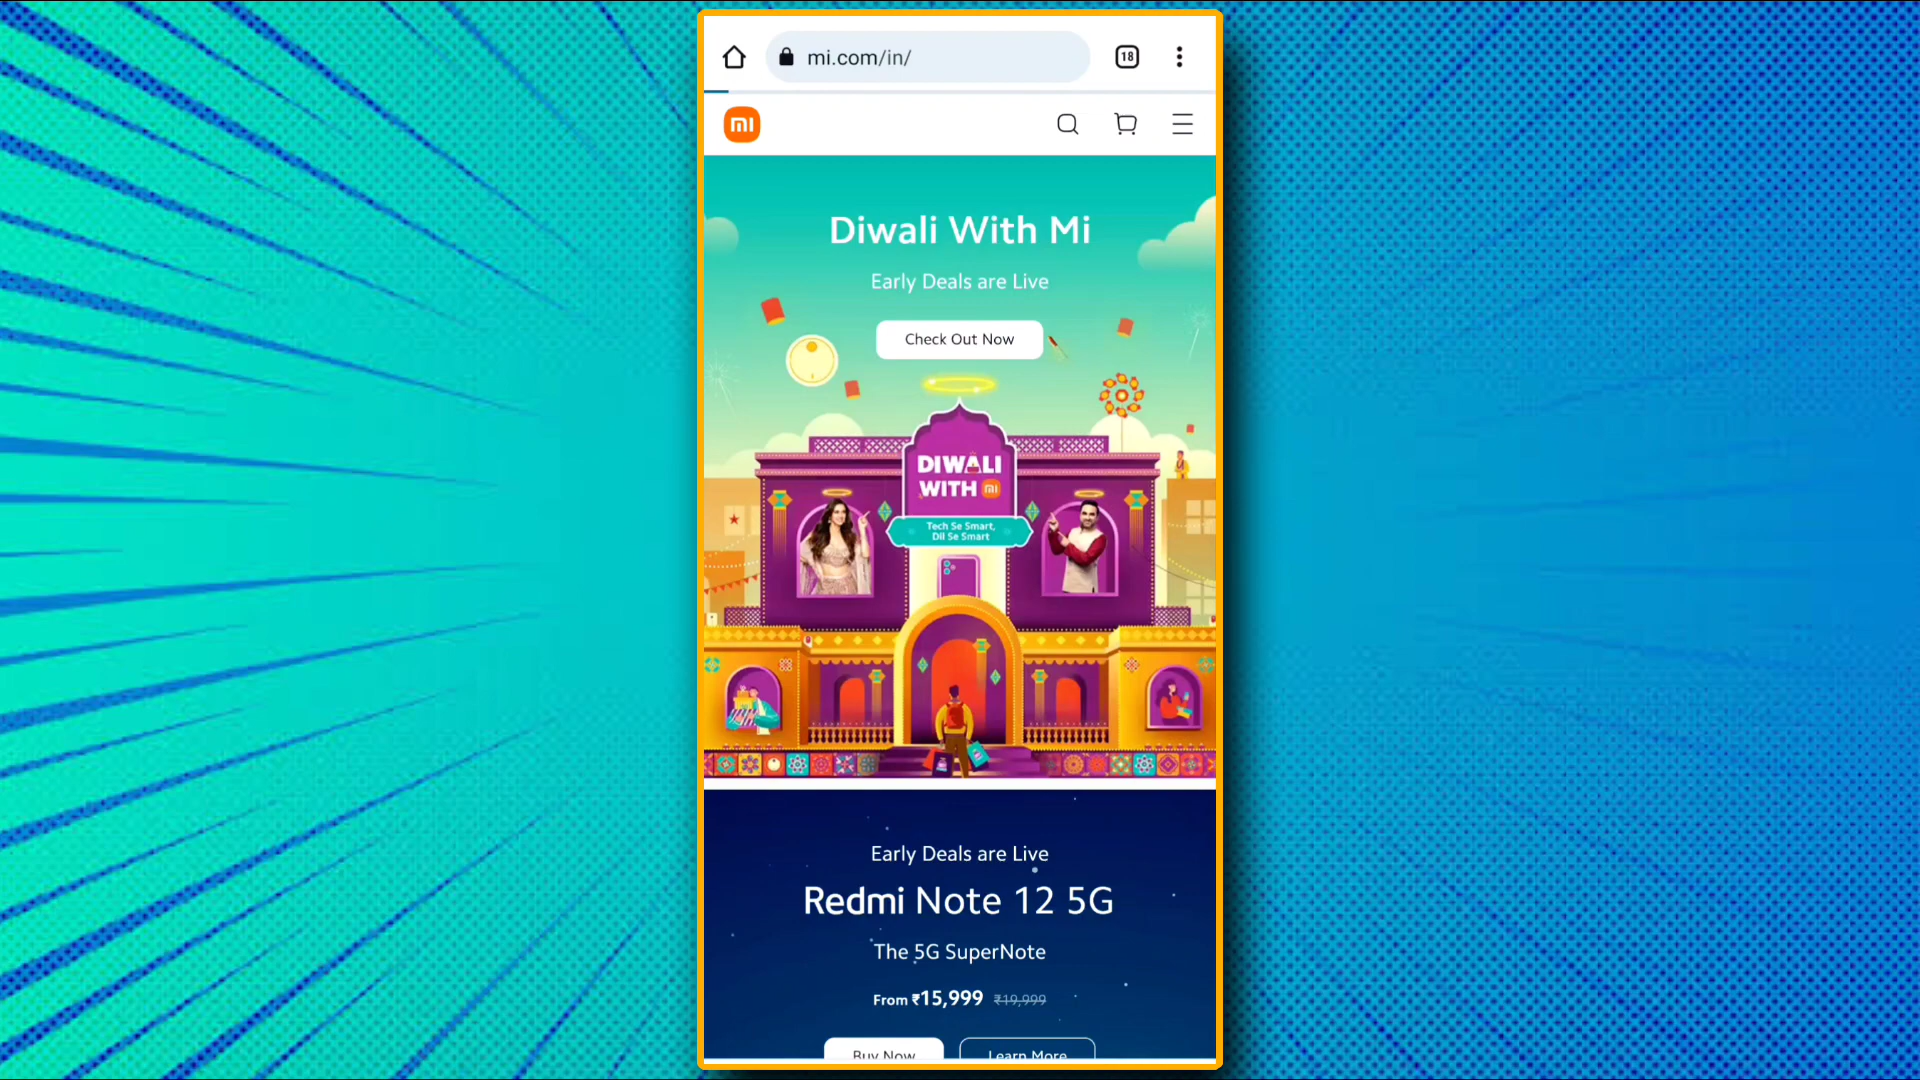 mi.com/in/
18
mi
Diwali With Mi
Early Deals are Live
Check Out Now
DIWALI
WITH mi
Tech Se Smart,
Dil Se Smart
Early Deals are Live
Redmi Note 12 5G
The 5G SuperNote
From ₹15,999 ₹19,999
Buy Now Learn More